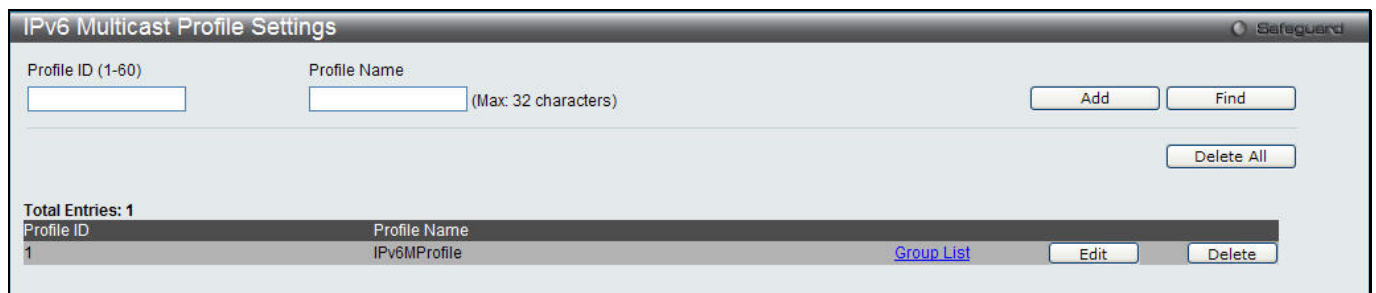 IPv6 Multicast Profile Settings
Safeguard
Profile ID (1-60) Profile Name
(Max: 32 characters) Add Find
Delete All
Total Entries: 1
Profile ID Profile Name
1 IPv6MProfile Group List Edit Delete